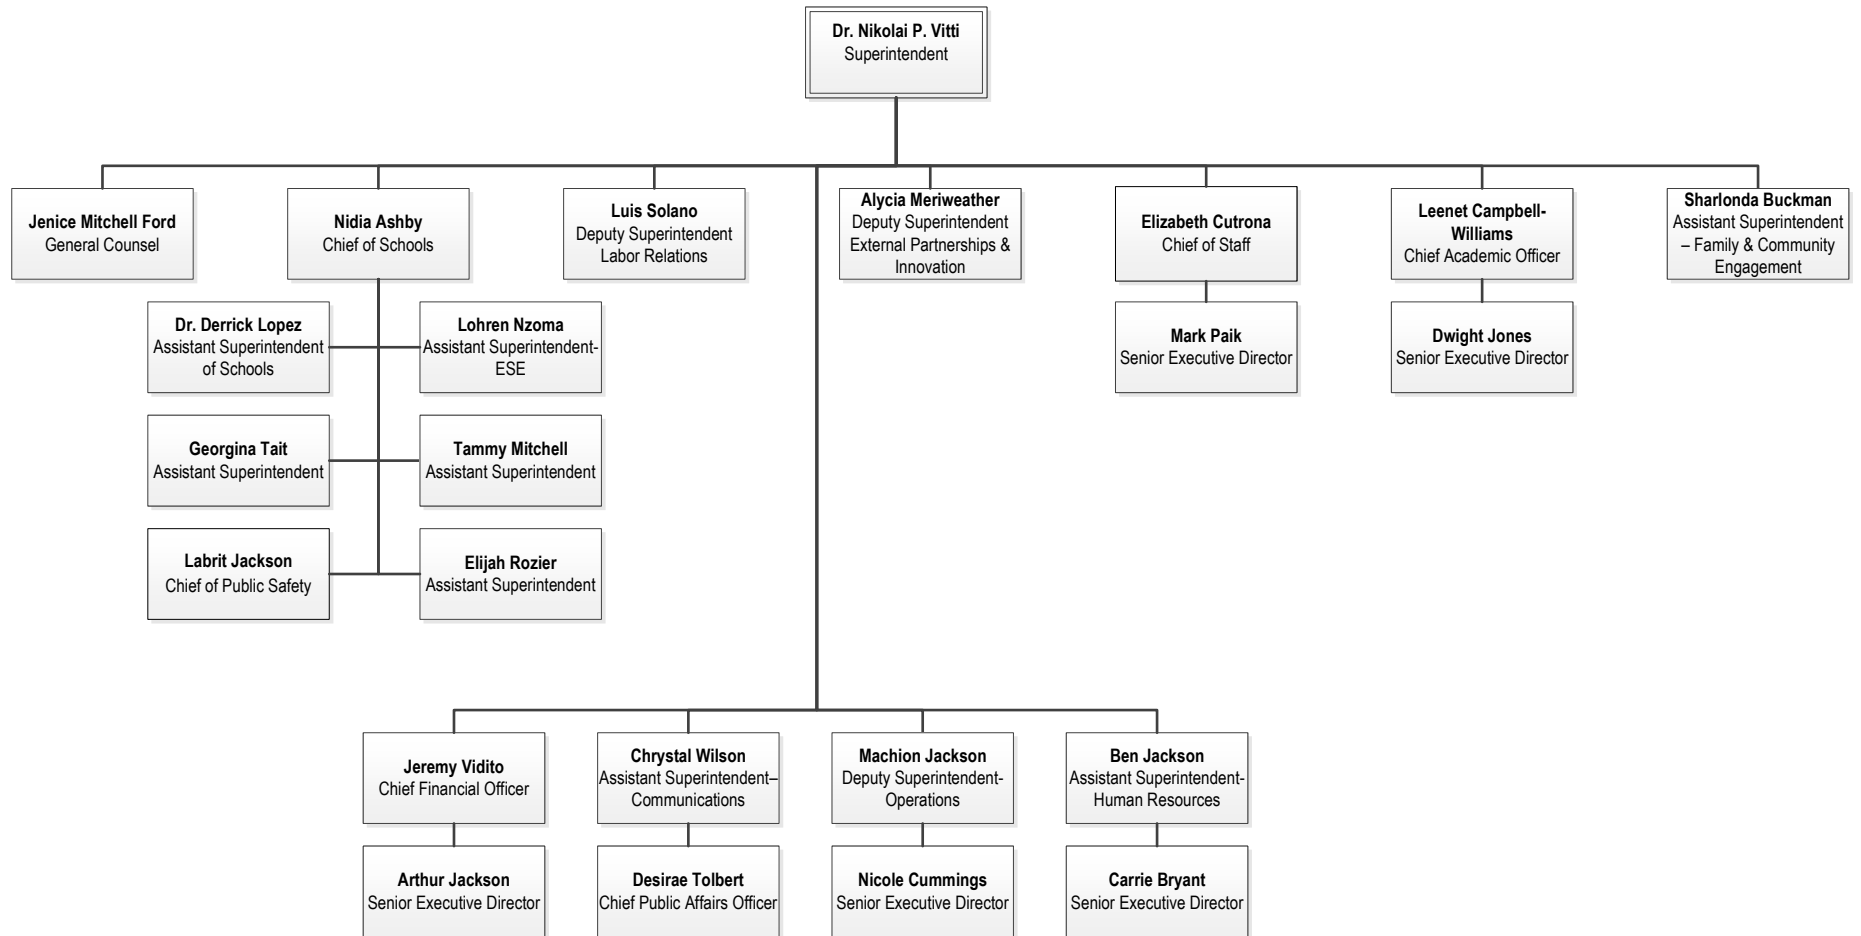 Dr. Nikolai P. Vitti
Superintendent
Jenice Mitchell Ford
General Counsel
Nidia Ashby
Chief of Schools
Luis Solano
Deputy Superintendent
Labor Relations
Alycia Meriweather
Deputy Superintendent
External Partnerships &
Innovation
Elizabeth Cutrona
Chief of Staff
Leenet Campbell-
Williams
Chief Academic Officer
Sharlonda Buckman
Assistant Superintendent
– Family & Community
Engagement
Dr. Derrick Lopez
Assistant Superintendent
of Schools
Lohren Nzoma
Assistant Superintendent-
ESE
Mark Paik
Senior Executive Director
Dwight Jones
Senior Executive Director
Georgina Tait
Assistant Superintendent
Tammy Mitchell
Assistant Superintendent
Labrit Jackson
Chief of Public Safety
Elijah Rozier
Assistant Superintendent
Jeremy Vidito
Chief Financial Officer
Chrystal Wilson
Assistant Superintendent–
Communications
Machion Jackson
Deputy Superintendent-
Operations
Ben Jackson
Assistant Superintendent-
Human Resources
Arthur Jackson
Senior Executive Director
Desirae Tolbert
Chief Public Affairs Officer
Nicole Cummings
Senior Executive Director
Carrie Bryant
Senior Executive Director